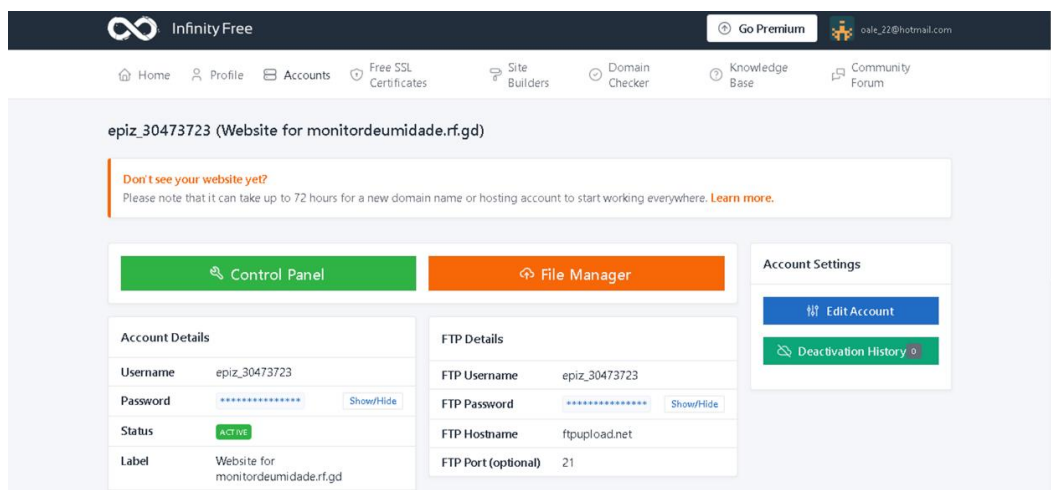 Infinity Free
Go Premium
oale_22@hotmail.com
Home
Profile
Accounts
Free SSL
Certificates
Site
Builders
Domain
Checker
Knowledge
Base
Community
Forum
epiz_30473723 (Website for monitordeumidade.rf.gd)
Don't see your website yet?
Please note that it can take up to 72 hours for a new domain name or hosting account to start working everywhere. Learn more.
Control Panel
File Manager
Account Settings
Edit Account
Deactivation History 0
Account Details
Username epiz_30473723
Password *************** Show/Hide
Status ACTIVE
Label Website for
monitordeumidade.rf.gd
FTP Details
FTP Username epiz_30473723
FTP Password *************** Show/Hide
FTP Hostname ftpupload.net
FTP Port (optional) 21